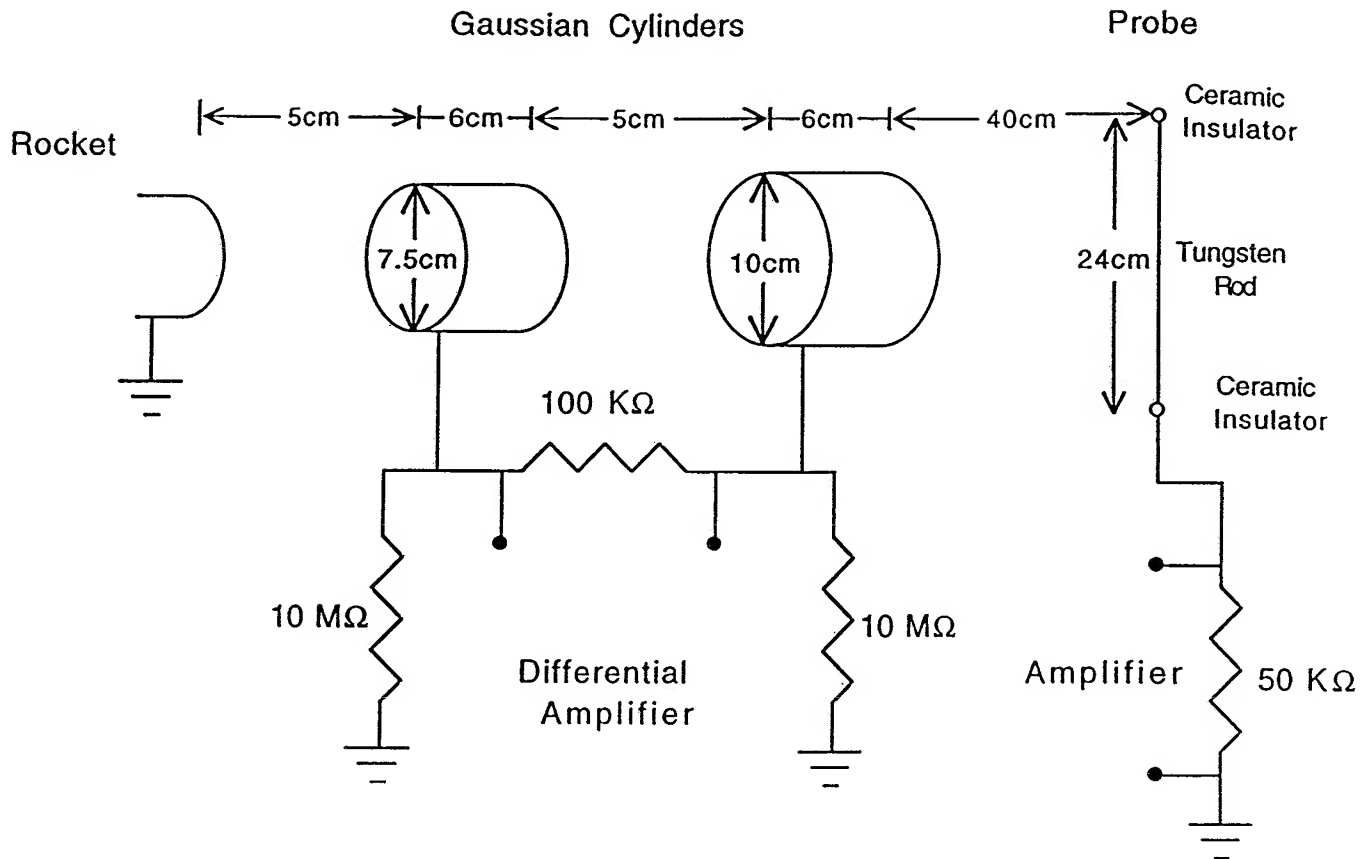 Gaussian Cylinders
Probe
5cm
6cm
5cm
6cm
40cm
Ceramic
Insulator
Rocket
7.5cm
10cm
24cm
Tungsten
Rod
100 KΩ
Ceramic
Insulator
10 MΩ
10 MΩ
Differential
Amplifier
Amplifier
50 KΩ